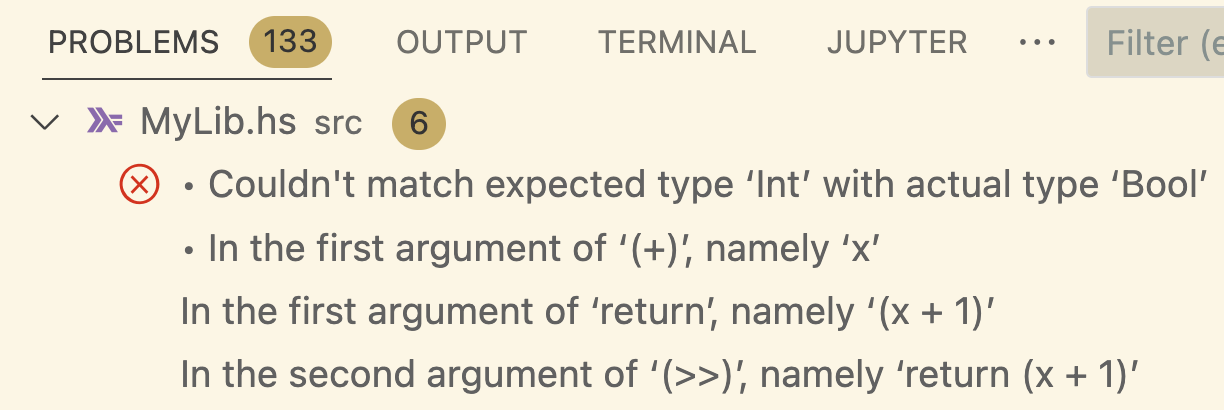 PROBLEMS 133 OUTPUT TERMINAL JUPYTER ··· Filter (e
MyLib.hs src 6
• Couldn't match expected type ‘Int’ with actual type ‘Bool’
• In the first argument of ‘(+)’, namely ‘x’
In the first argument of ‘return’, namely ‘(x + 1)’
In the second argument of ‘(>>)’, namely ‘return (x + 1)’